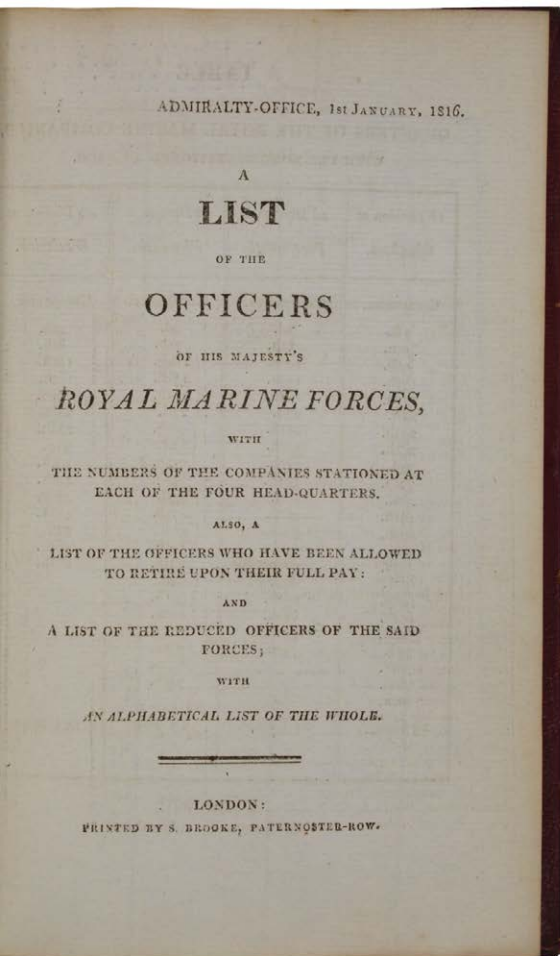 ADMIRALTY-OFFICE, 1st JANUARY, 1816.
A
LIST
OF THE
OFFICERS
OF HIS MAJESTY'S
ROYAL MARINE FORCES,
WITH
THE NUMBERS OF THE COMPANIES STATIONED AT
EACH OF THE FOUR HEAD-QUARTERS.
ALSO, A
LIST OF THE OFFICERS WHO HAVE BEEN ALLOWED
TO RETIRE UPON THEIR FULL PAY:
AND
A LIST OF THE REDUCED OFFICERS OF THE SAID
FORCES;
WITH
AN ALPHABETICAL LIST OF THE WHOLE.
LONDON:
PRINTED BY S. BROOKE, PATERNOSTER-ROW.